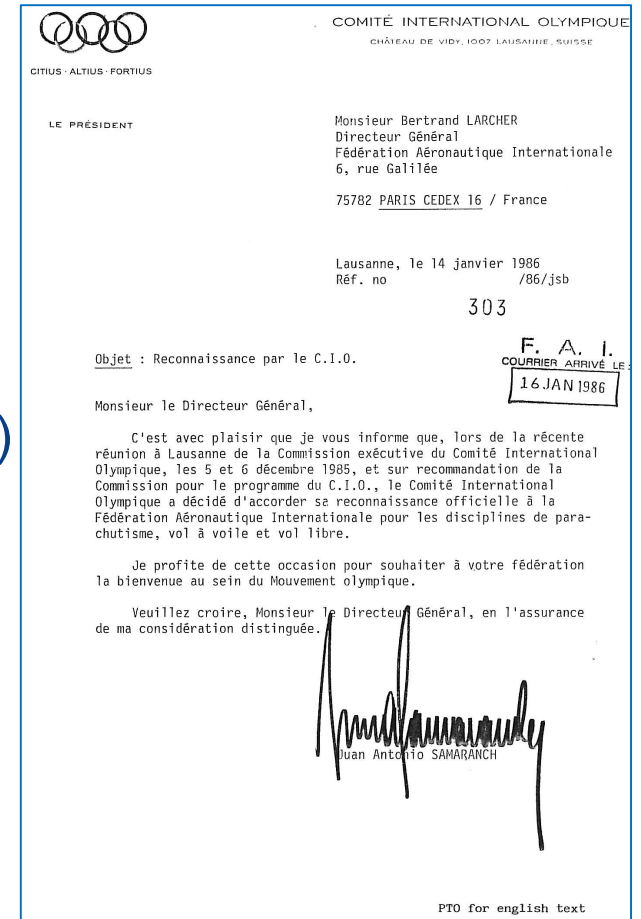 COMITÉ INTERNATIONAL OLYMPIQUE
CHÂTEAU DE VIDY, 1007 LAUSANNE, SUISSE
CITIUS · ALTIUS · FORTIUS
LE PRÉSIDENT
Monsieur Bertrand LARCHER
Directeur Général
Fédération Aéronautique Internationale
6, rue Galilée
75782 PARIS CEDEX 16 / France
Lausanne, le 14 janvier 1986
Réf. no /86/jsb
303
F. A. I.
COURRIER ARRIVÉ LE :
16 JAN 1986
Objet : Reconnaissance par le C.I.O.
Monsieur le Directeur Général,
C'est avec plaisir que je vous informe que, lors de la récente
réunion à Lausanne de la Commission exécutive du Comité International
Olympique, les 5 et 6 décembre 1985, et sur recommandation de la
Commission pour le programme du C.I.O., le Comité International
Olympique a décidé d'accorder sa reconnaissance officielle à la
Fédération Aéronautique Internationale pour les disciplines de para-
chutisme, vol à voile et vol libre.
Je profite de cette occasion pour souhaiter à votre fédération
la bienvenue au sein du Mouvement olympique.
Veuillez croire, Monsieur le Directeur Général, en l'assurance
de ma considération distinguée.
Juan Antonio SAMARANCH
PTO for english text
)